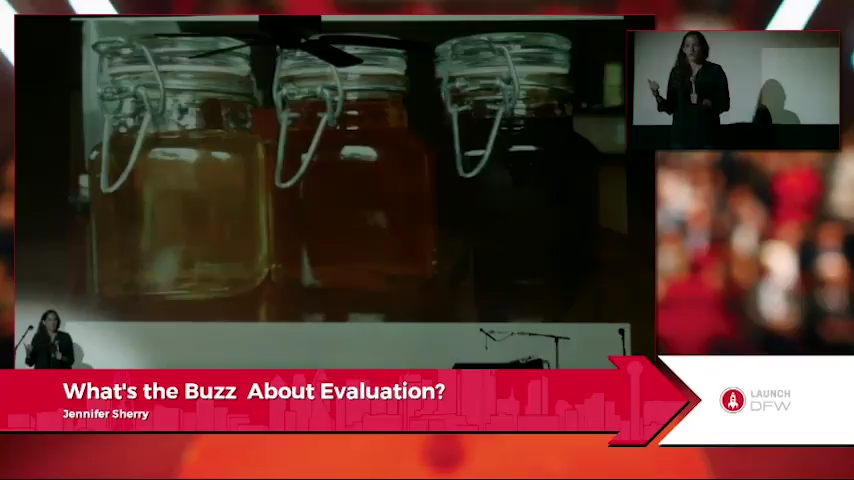 What's the Buzz  About Evaluation?
Jennifer Sherry
LAUNCH
DFW